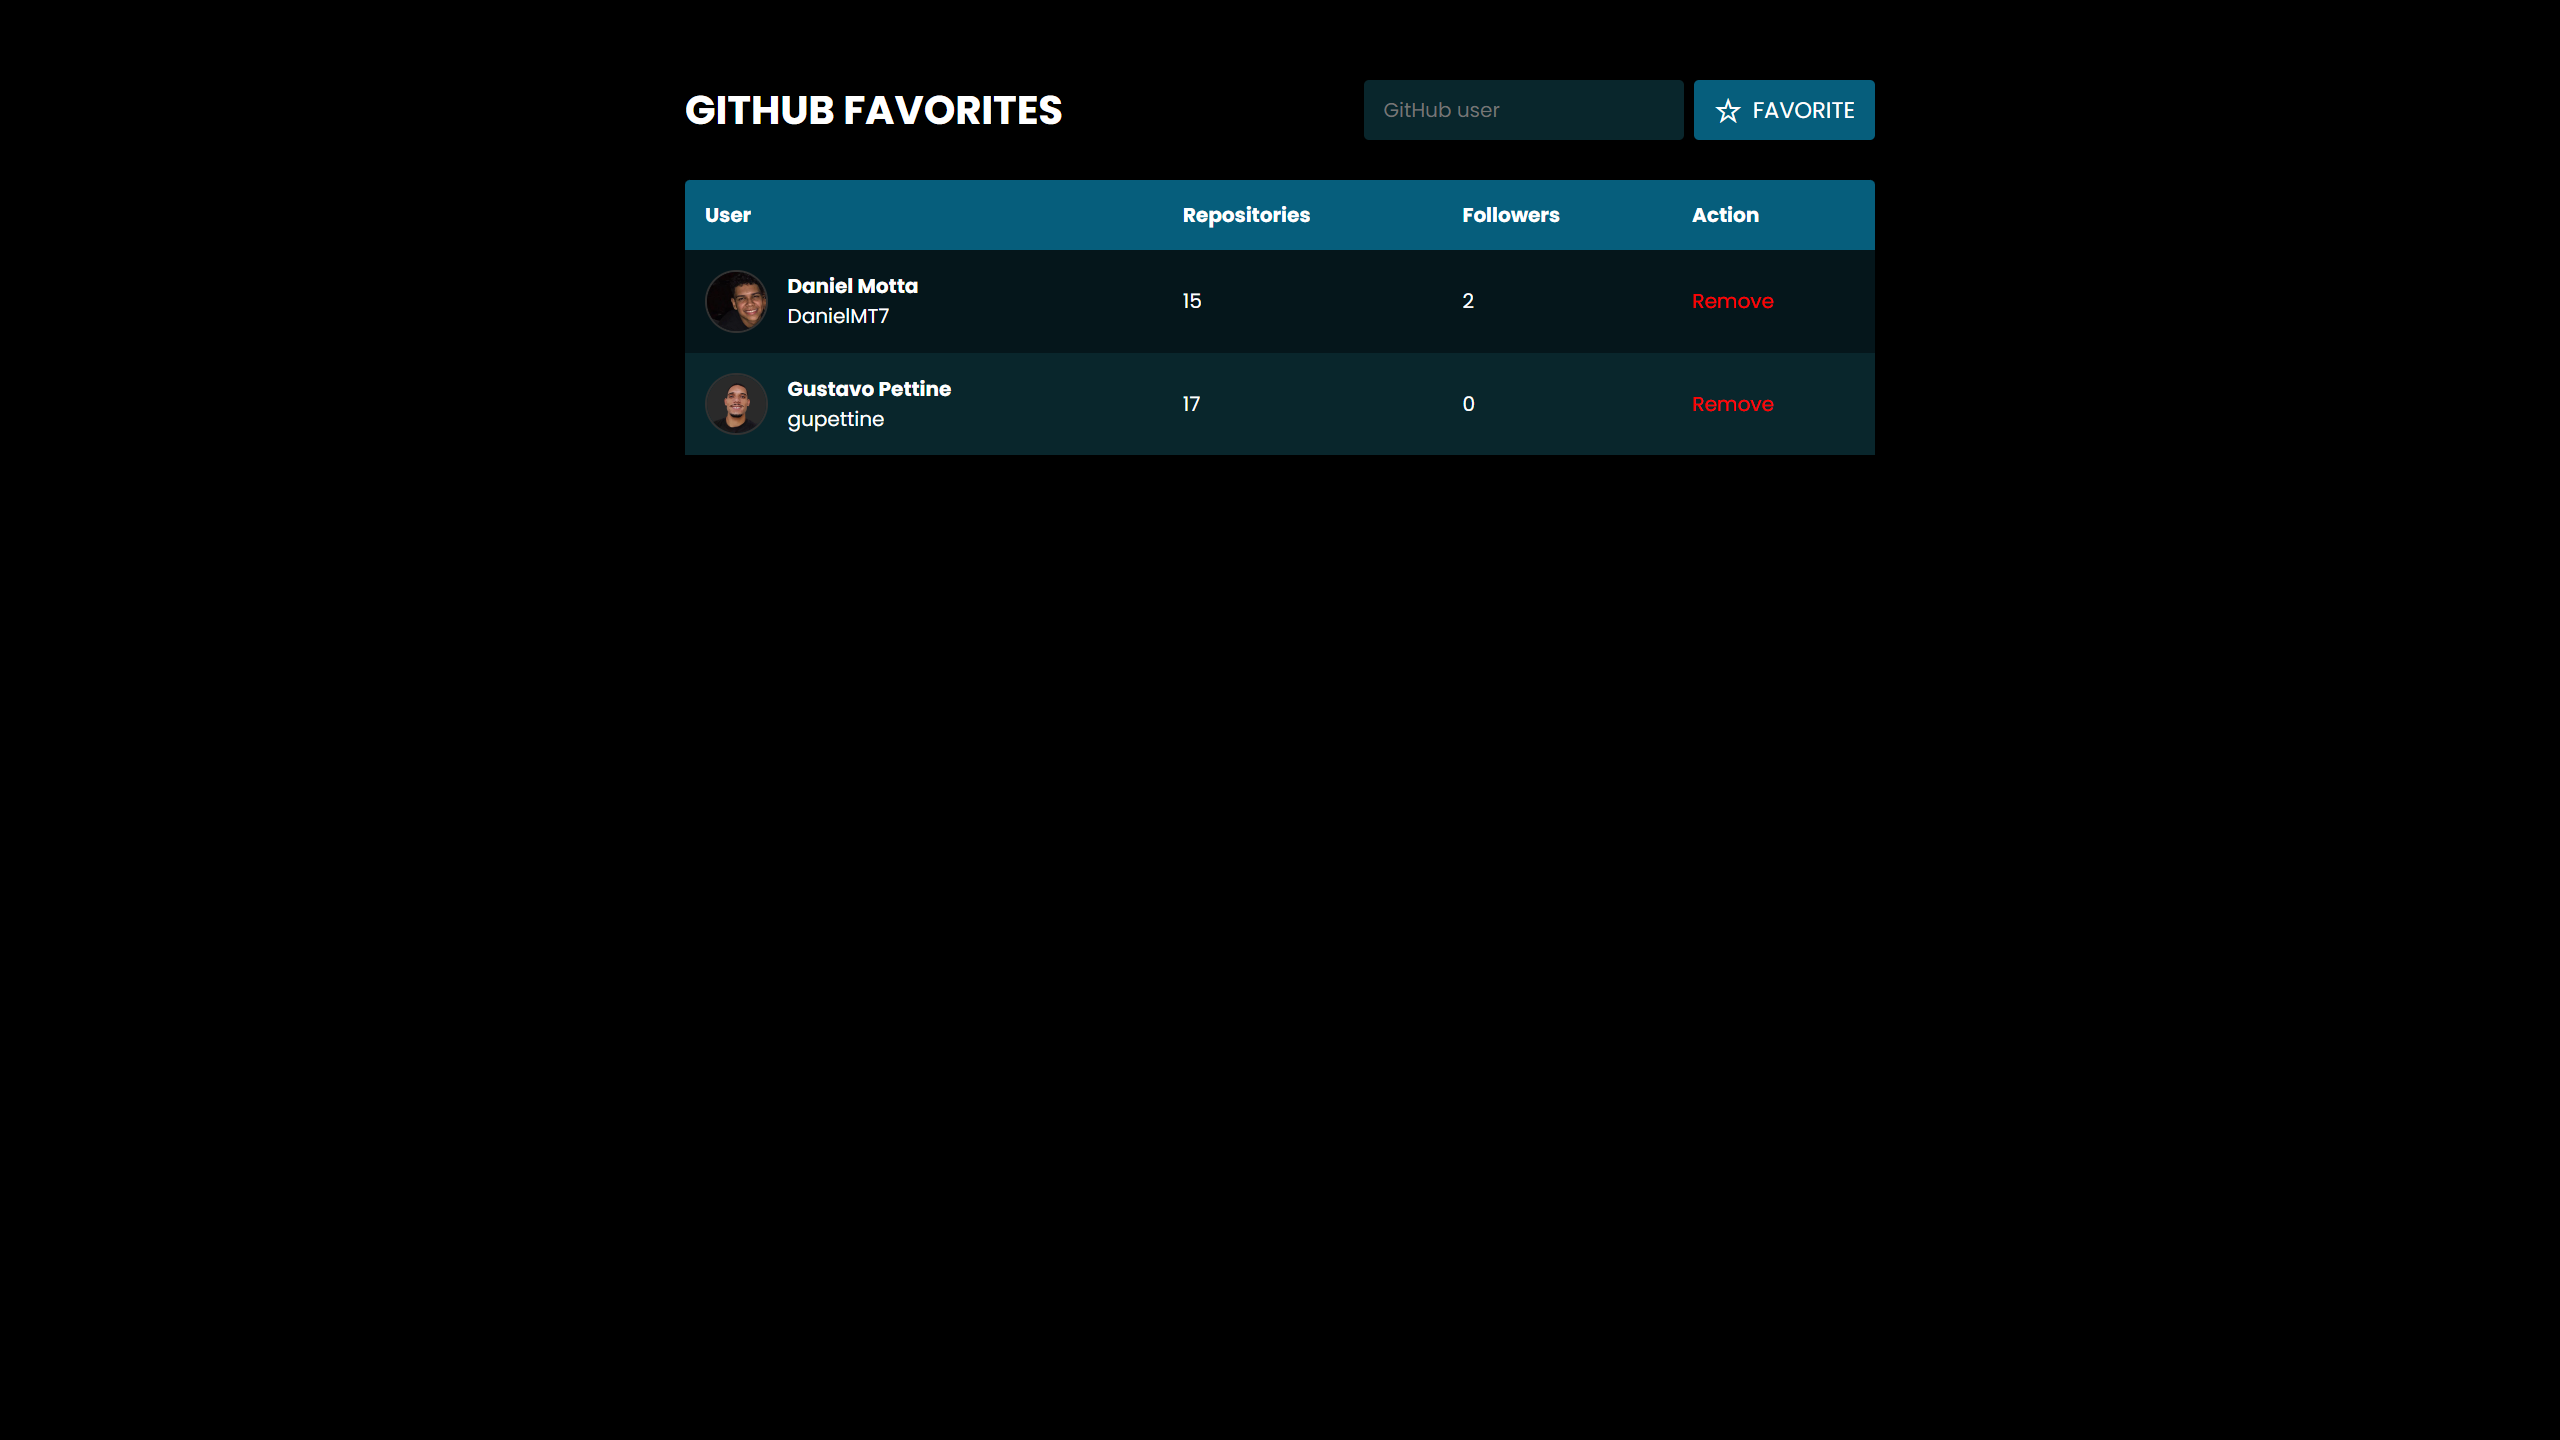 GITHUB FAVORITES
GitHub user
FAVORITE
User Repositories Followers Action
Daniel Motta
DanielMT7
15 2 Remove
Gustavo Pettine
gupettine
17 0 Remove